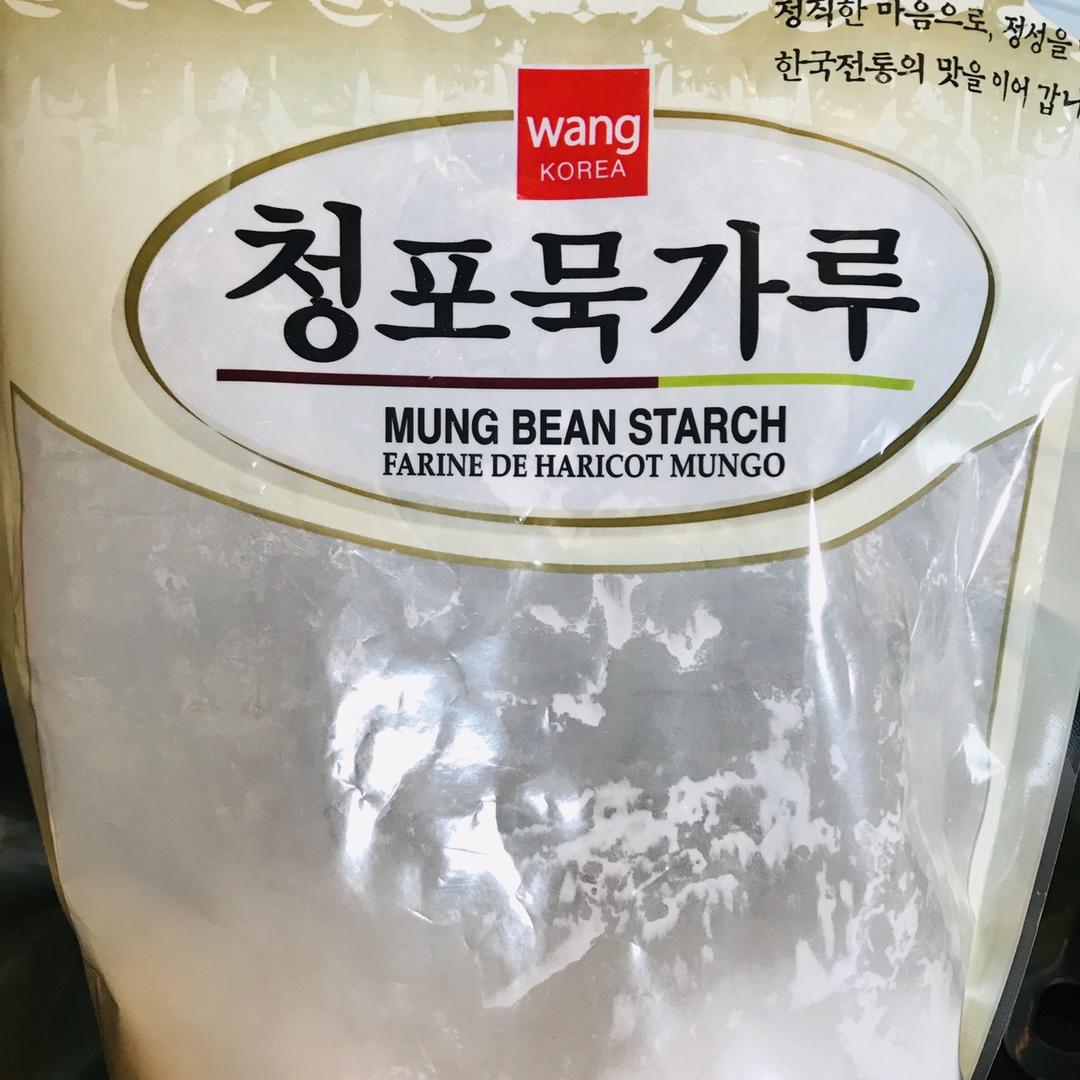 정직한 마음으로, 정성을
한국전통의 맛을 이어 갑니
wang
KOREA
청포묵가루
MUNG BEAN STARCH
FARINE DE HARICOT MUNGO